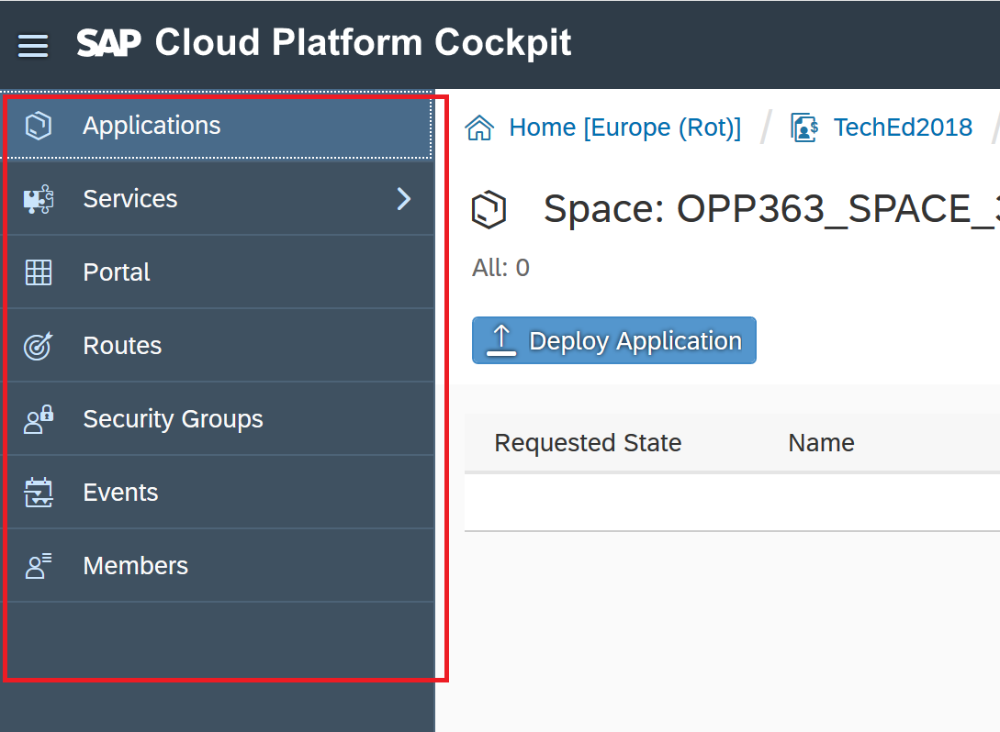 SAP Cloud Platform Cockpit
Applications
Services
Portal
Routes
Security Groups
Events
Members
Home [Europe (Rot)] / TechEd2018 /
Space: OPP363_SPACE_
All: 0
Deploy Application
Requested State Name